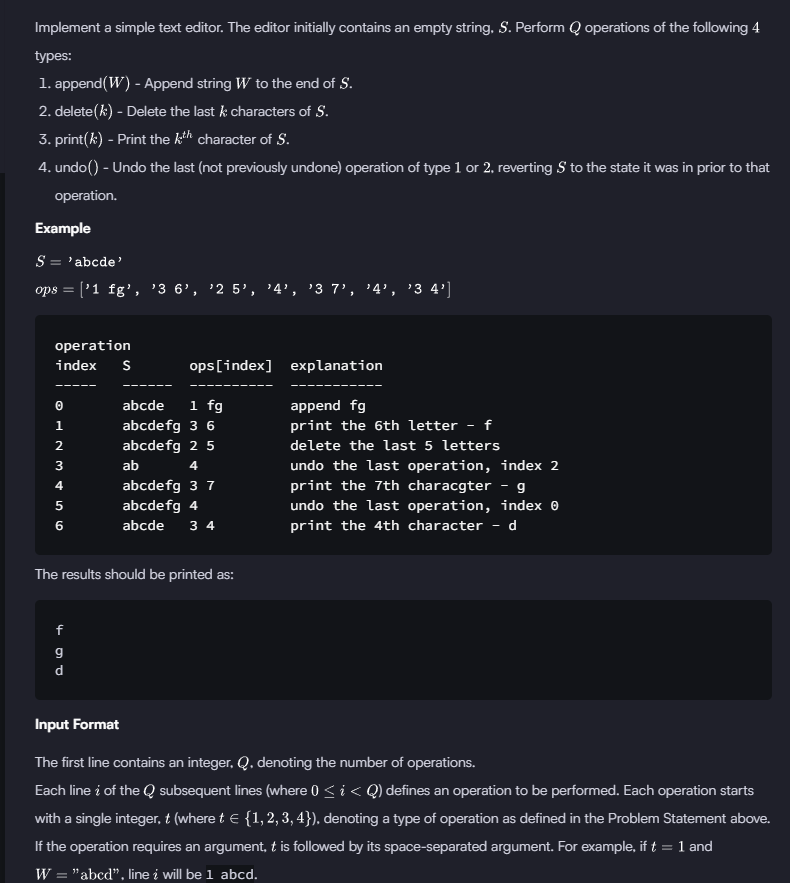 Implement a simple text editor. The editor initially contains an empty string, S. Perform Q operations of the following 4
types:
1. append(W) - Append string W to the end of S.
2. delete(k) - Delete the last k characters of S.
3. print(k) - Print the kᵗʰ character of S.
4. undo() - Undo the last (not previously undone) operation of type 1 or 2, reverting S to the state it was in prior to that
operation.
Example
S = 'abcde'
ops = ['1 fg', '3 6', '2 5', '4', '3 7', '4', '3 4']
operation
index   S       ops[index]  explanation
-----   ------  ----------  -----------
0       abcde   1 fg        append fg
1       abcdefg 3 6         print the 6th letter - f
2       abcdefg 2 5         delete the last 5 letters
3       ab      4           undo the last operation, index 2
4       abcdefg 3 7         print the 7th characgter - g
5       abcdefg 4           undo the last operation, index 0
6       abcde   3 4         print the 4th character - d
The results should be printed as:
f
g
d
Input Format
The first line contains an integer, Q, denoting the number of operations.
Each line i of the Q subsequent lines (where 0 ≤ i < Q) defines an operation to be performed. Each operation starts
with a single integer, t (where t ∈ {1, 2, 3, 4}), denoting a type of operation as defined in the Problem Statement above.
If the operation requires an argument, t is followed by its space-separated argument. For example, if t = 1 and
W = "abcd", line i will be 1 abcd.